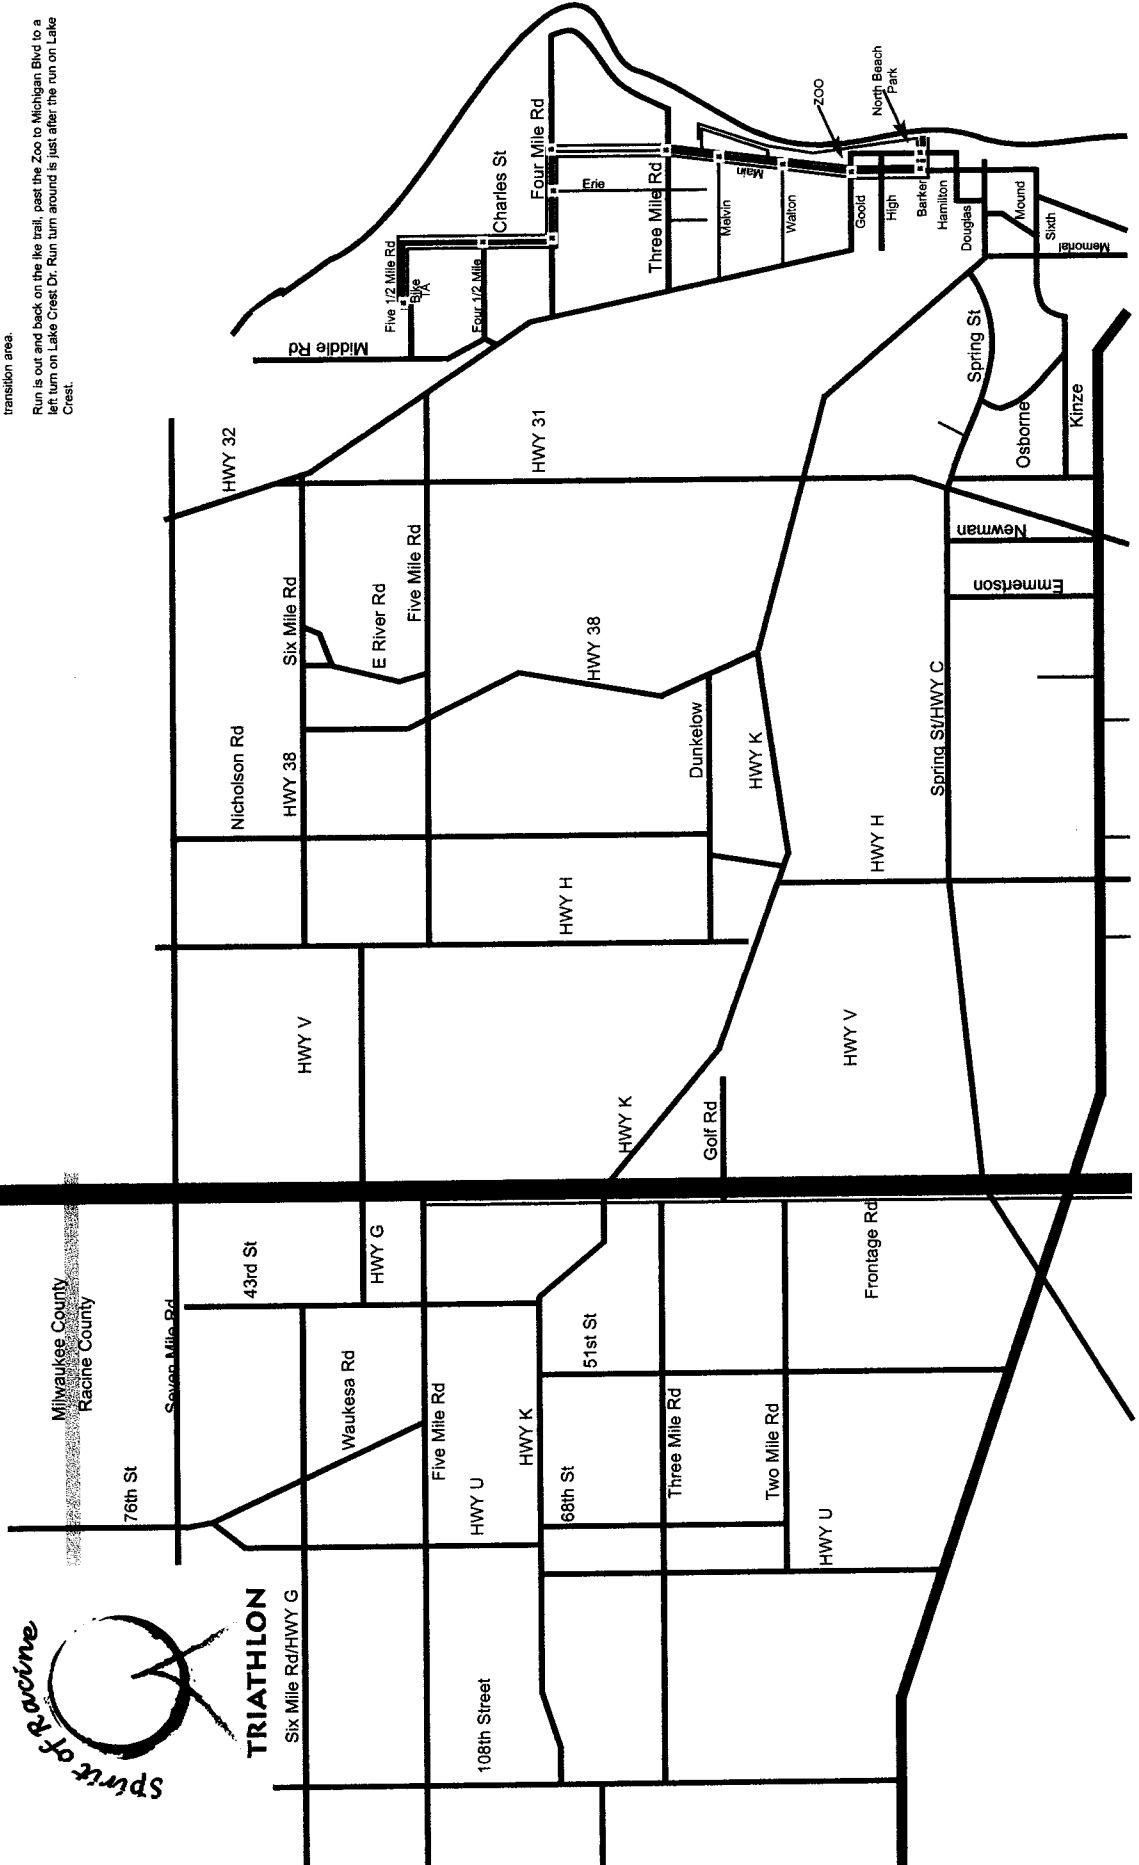 transition area.
Run is out and back on the lke trail, past the Zoo to Michigan Blvd to a
left turn on Lake Crest Dr. Run turn around is just after the run on Lake
Crest.
Spirit of Racine
TRIATHLON
Milwaukee County
Racine County
76th St
Seven Mile Rd
43rd St
Nicholson Rd
HWY 32
Six Mile Rd/HWY G
HWY V
HWY 38
Six Mile Rd
Middle Rd
Waukesa Rd
HWY G
E River Rd
Five 1/2 Mile Rd
Bike
TA
Five Mile Rd
Five Mile Rd
HWY U
108th Street
Four 1/2 Mile
Charles St
HWY K
HWY 31
Four Mile Rd
68th St
51st St
HWY H
HWY 38
Erie
HWY K
Three Mile Rd
Three Mile Rd
Golf Rd
Dunkelow
Melvin
HWY K
Main
Two Mile Rd
Walton
ZOO
HWY U
HWY V
Frontage Rd
HWY H
Goold
North Beach
Park
High
Barker
Hamilton
Spring St/HWY C
Douglas
Spring St
Newman
Emmertson
Osborne
Mound
Sixth
Kinze
Memorial